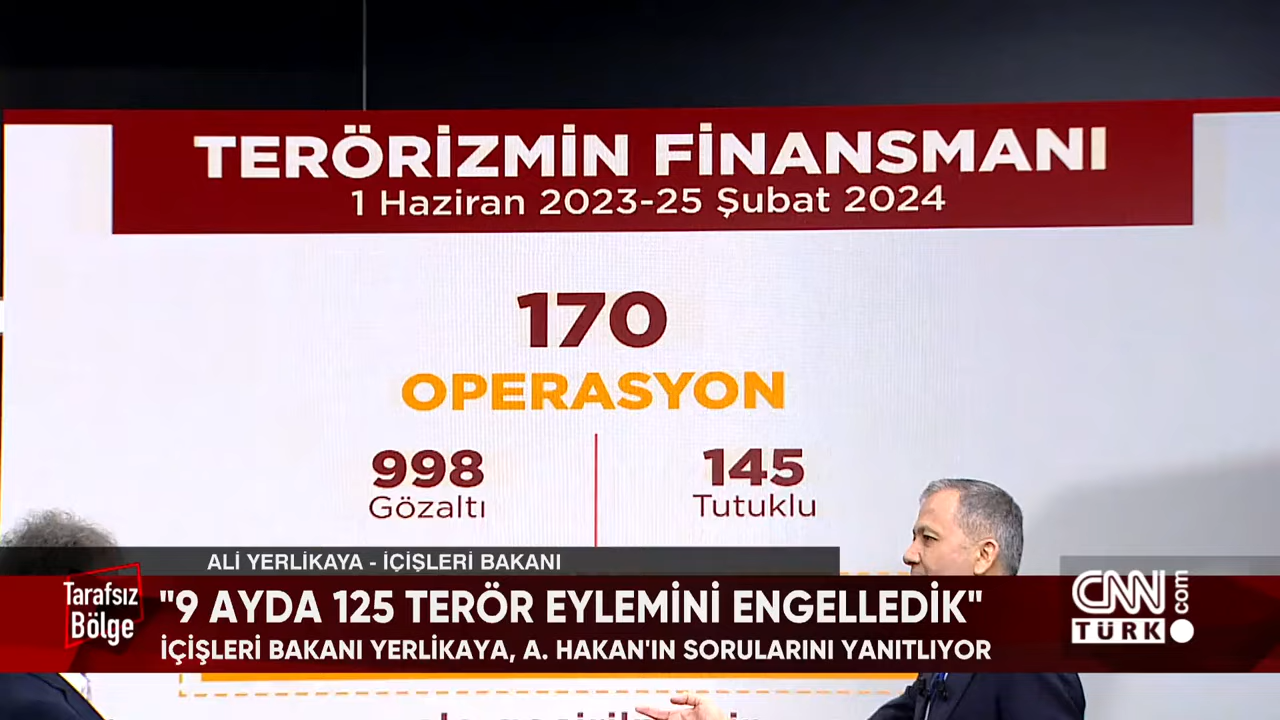 TERÖRİZMİN FİNANSMANI
1 Haziran 2023-25 Şubat 2024
170
OPERASYON
998
Gözaltı
145
Tutuklu
ALİ YERLİKAYA - İÇİŞLERİ BAKANI
Tarafsız
Bölge
"9 AYDA 125 TERÖR EYLEMİNİ ENGELLEDİK"
İÇİŞLERİ BAKANI YERLİKAYA, A. HAKAN'IN SORULARINI YANITLIYOR
CNN
TÜRK
.com